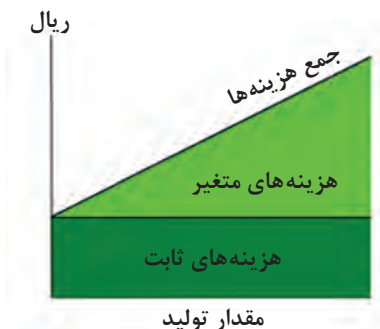 ریال
جمع هزینه‌ها
هزینه‌های متغیر
هزینه‌های ثابت
مقدار تولید